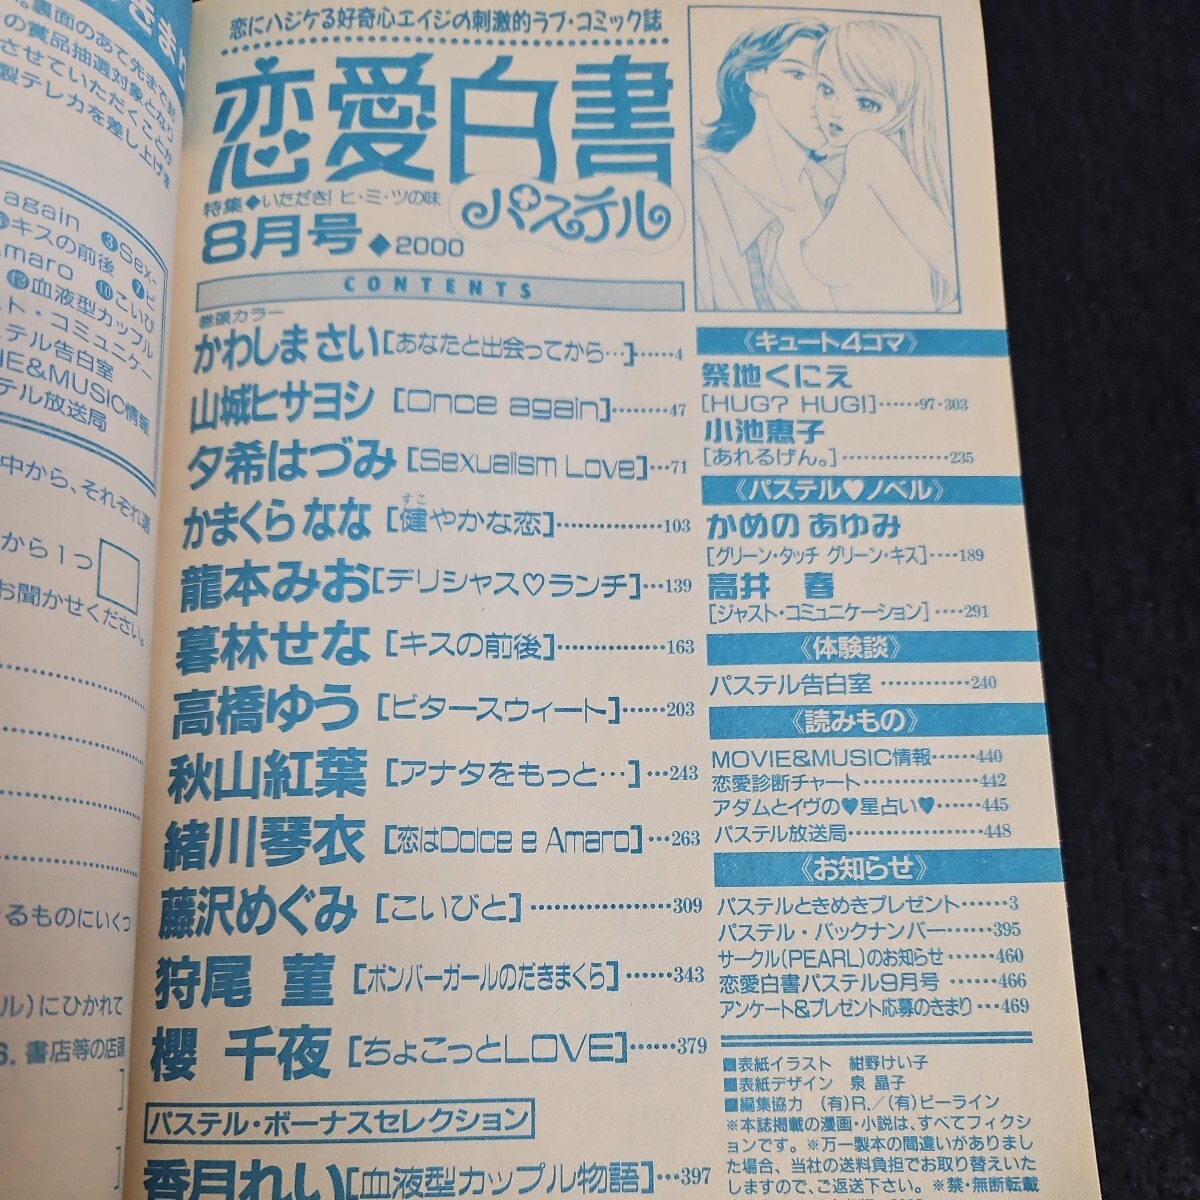 さまり
裏面のあて先まで
の賞品抽選対象となり
させていただくことが
製テレカを差し上げま
again ❸Sex-
キスの前後 ❼ビ
maro ❿こいび
⓭血液型カップル
スト・コミュニケー
ステル告白室
IE&MUSIC情報
テル放送局
中から、それぞれ選
から1つ
お聞かせください。
るものにいくつ
ル)にひかれて
6. 書店等の店頭
恋にハジケる好奇心エイジの刺激的ラブ・コミック誌
恋愛白書
パステル
特集◆いただき!ヒ・ミ・ツの味
8月号◆2000
CONTENTS
巻頭カラー
かわしまさい[あなたと出会ってから…]……4
山城ヒサヨシ [Once again]………47
夕希はづみ [Sexualism Love]…71
かまくらなな [健やかな恋]……………103
すこ
龍本みお[デリシャス♡ランチ]…139
暮林せな [キスの前後]……………163
高橋ゆう [ビタースウィート]……203
秋山紅葉 [アナタをもっと…]…243
緒川琴衣 [恋はDolce e Amaro]…263
藤沢めぐみ [こいびと]………………309
狩尾 菫 [ボンバーガールのだきまくら]……343
櫻 千夜 [ちょこっとLOVE]……379
パステル・ボーナスセレクション
香月れい[血液型カップル物語]…397
《キュート4コマ》
祭地くにえ
[HUG? HUG!]……97・303
小池恵子
[あれるげん。]……………235
《パステル♥ノベル》
かめの あゆみ
[グリーン・タッチ グリーン・キス]…189
高井 春
[ジャスト・コミュニケーション]…291
《体験談》
パステル告白室…………240
《読みもの》
MOVIE&MUSIC情報……440
恋愛診断チャート……………442
アダムとイヴの♥星占い♥……445
パステル放送局………………448
《お知らせ》
パステルときめきプレゼント……3
パステル・バックナンバー……395
サークル(PEARL)のお知らせ……460
恋愛白書パステル9月号……466
アンケート&プレゼント応募のきまり…469
■表紙イラスト 紺野けい子
■表紙デザイン 泉 晶子
■編集協力 (有)R./(有)ビーライン
※本誌掲載の漫画・小説は、すべてフィクシ
ョンです。※万一製本の間違いがありまし
た場合、当社の送料負担でお取り替えいた
しますので、ご返送下さい。※禁・無断転載